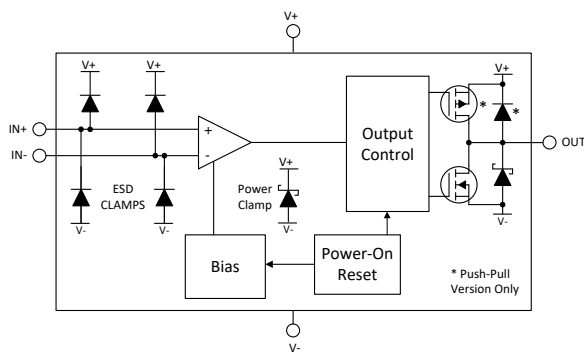 V+
V+
V+
V+
IN+
IN-
+
-
ESD
CLAMPS
V-
V-
Power
Clamp
V+
V-
Output
Control
*
*
OUT
V-
Bias
Power-On
Reset
* Push-Pull
Version Only
V-